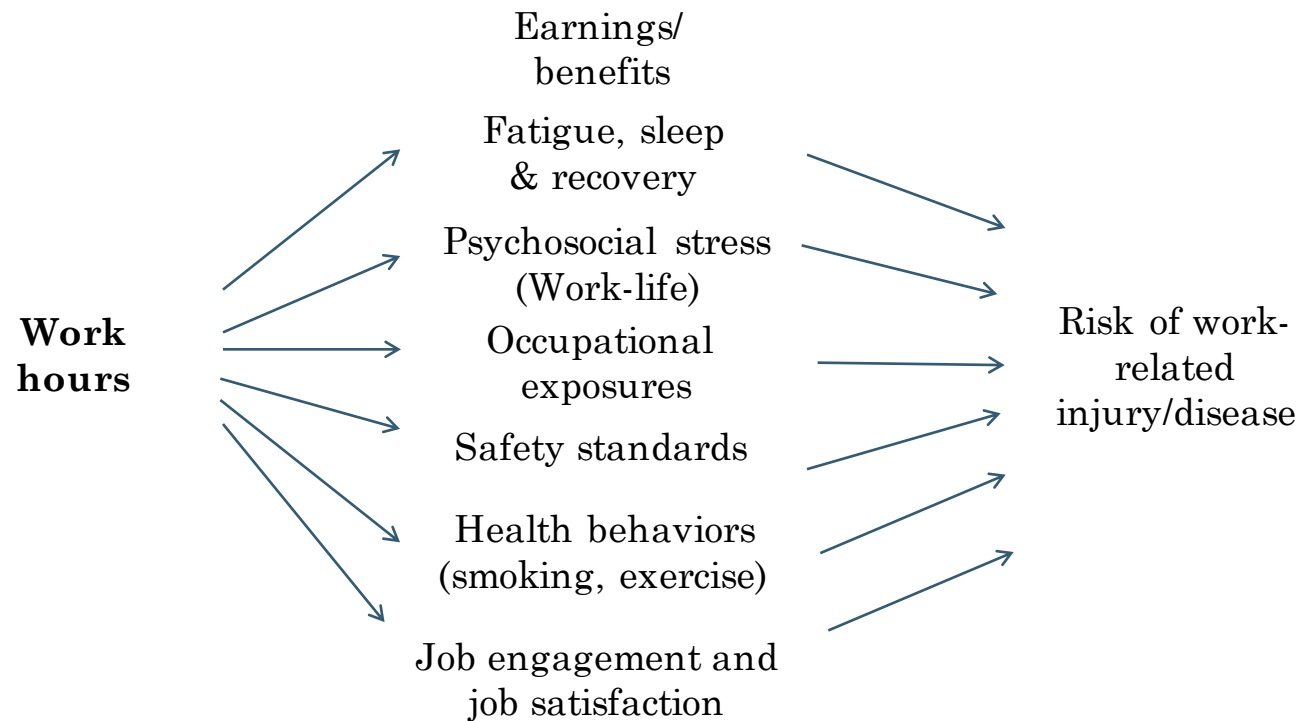 Work
hours
Earnings/
benefits
Fatigue, sleep
& recovery
Psychosocial stress
(Work-life)
Occupational
exposures
Safety standards
Health behaviors
(smoking, exercise)
Job engagement and
job satisfaction
Risk of work-
related
injury/disease